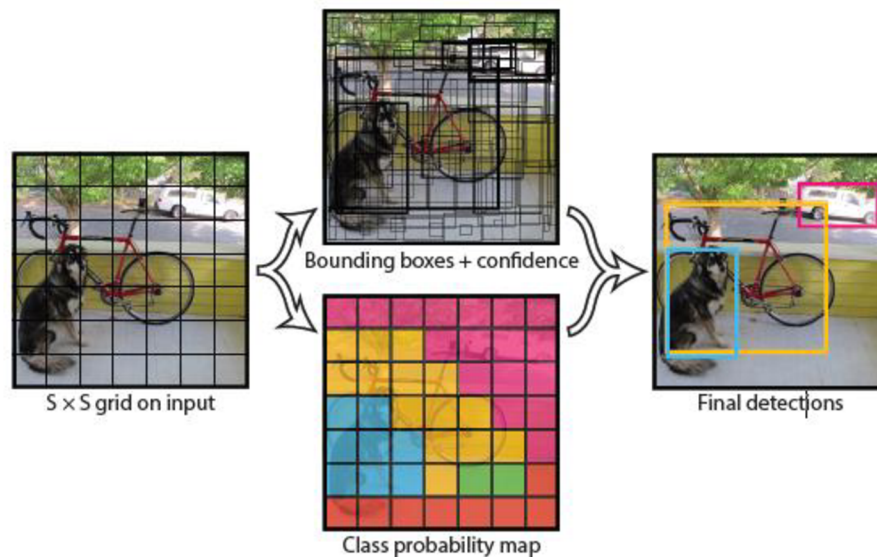 Bounding boxes + confidence
S × S grid on input
Final detections
Class probability map